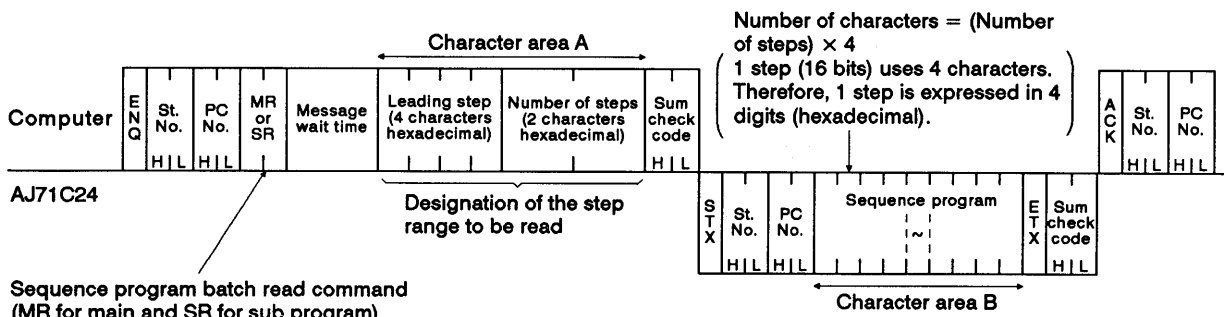 Number of characters = (Number
of steps) × 4
1 step (16 bits) uses 4 characters.
Therefore, 1 step is expressed in 4
digits (hexadecimal).
Character area A
Computer
ENQ
St.
No.
H L
PC
No.
H L
MR
or
SR
Message
wait time
Leading step
(4 characters
hexadecimal)
Number of steps
(2 characters
hexadecimal)
Sum
check
code
H L
ACK
St.
No.
H L
PC
No.
H L
AJ71C24
Designation of the step
range to be read
STX
St.
No.
H L
PC
No.
H L
Sequence program
~
ETX
Sum
check
code
H L
Character area B
Sequence program batch read command
(MR for main and SR for sub program)